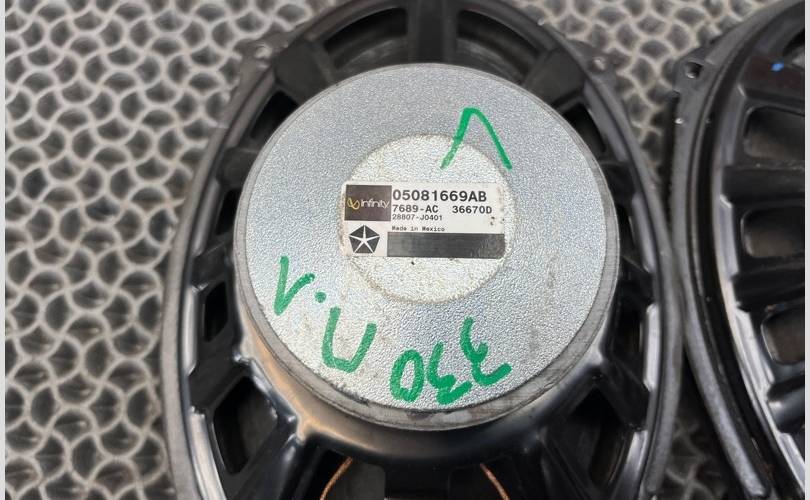 V
Infinity
05081669AB
7689-AC 36670D
28807-J0401
Made in Mexico
330 П.Л